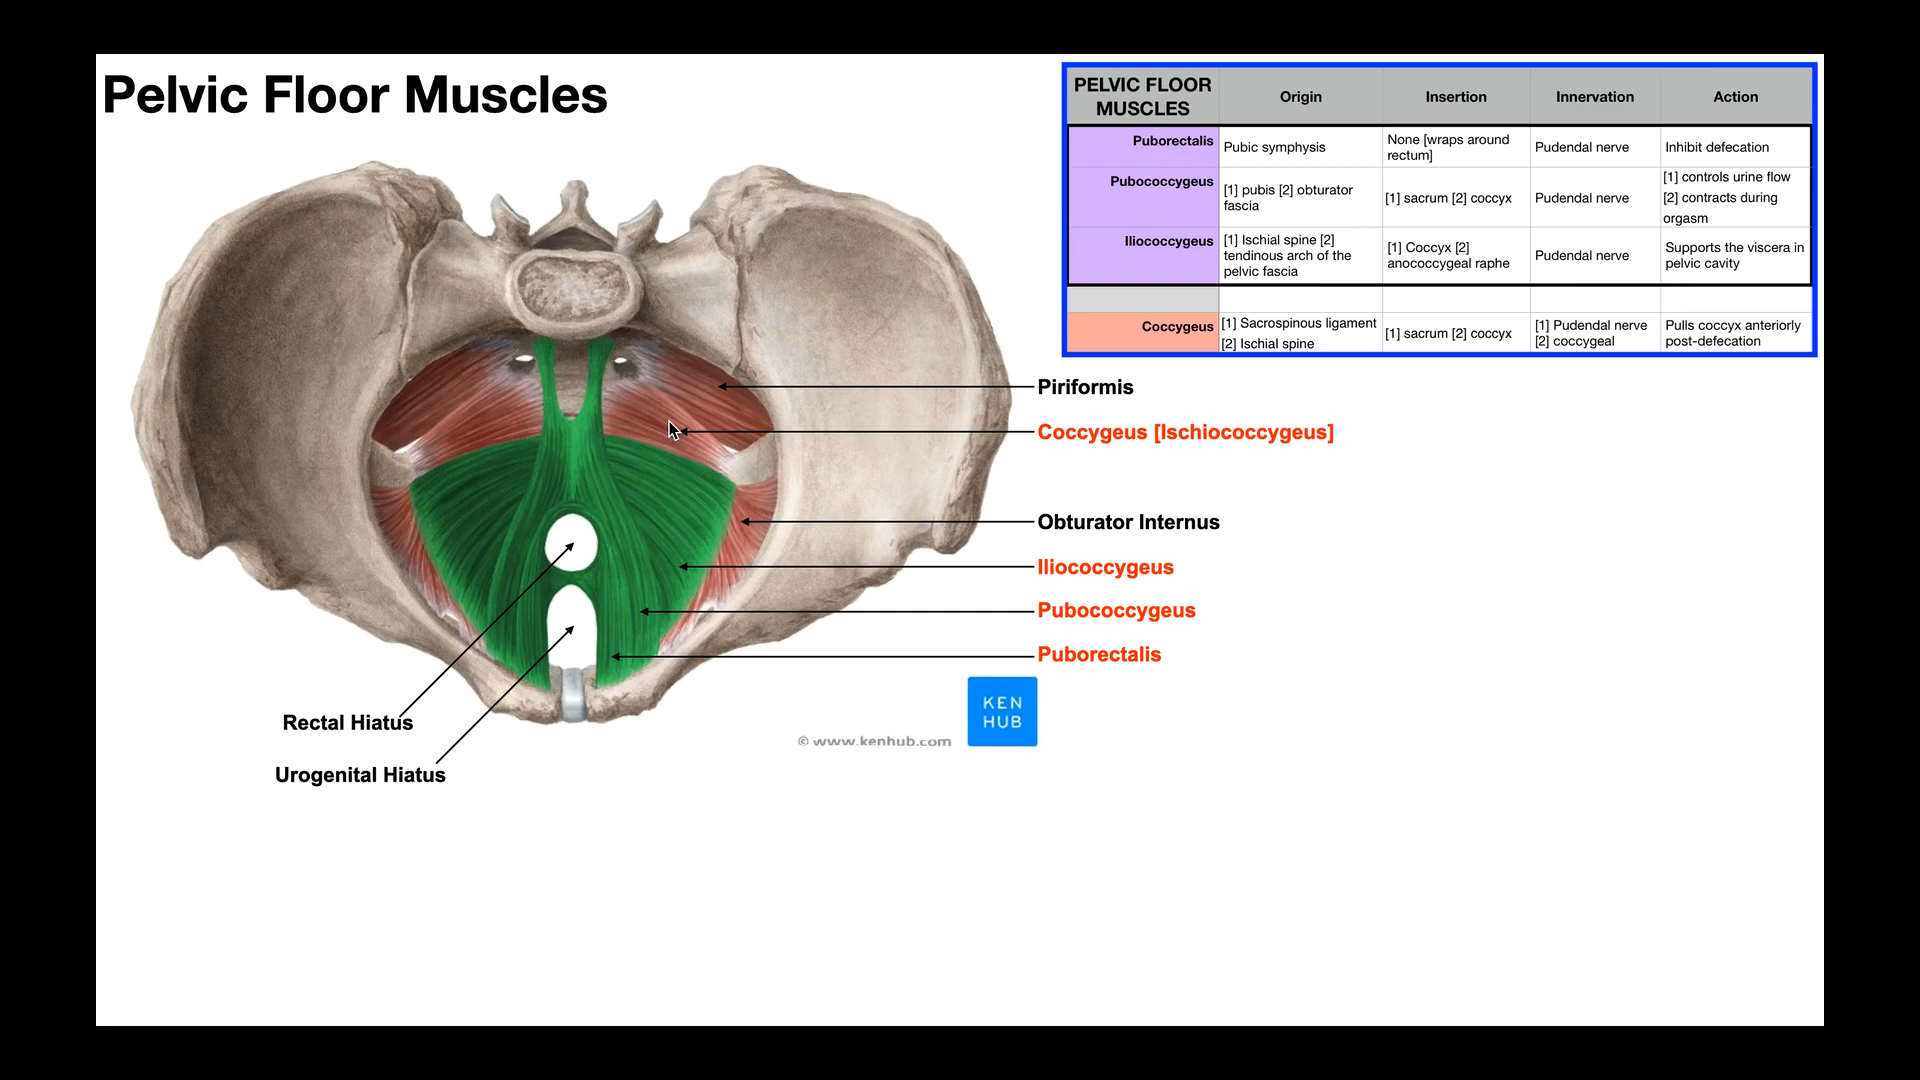 Pelvic Floor Muscles
PELVIC FLOOR
MUSCLES
Origin
Insertion
Innervation
Action
Puborectalis
Pubic symphysis
None [wraps around
rectum]
Pudendal nerve
Inhibit defecation
Pubococcygeus
[1] pubis [2] obturator
fascia
[1] sacrum [2] coccyx
Pudendal nerve
[1] controls urine flow
[2] contracts during
orgasm
Iliococcygeus
[1] Ischial spine [2]
tendinous arch of the
pelvic fascia
[1] Coccyx [2]
anococcygeal raphe
Pudendal nerve
Supports the viscera in
pelvic cavity
Coccygeus
[1] Sacrospinous ligament
[2] Ischial spine
[1] sacrum [2] coccyx
[1] Pudendal nerve
[2] coccygeal
Pulls coccyx anteriorly
post-defecation
Piriformis
Coccygeus [Ischiococcygeus]
Obturator Internus
Iliococcygeus
Pubococcygeus
Puborectalis
KEN
HUB
© www.kenhub.com
Rectal Hiatus
Urogenital Hiatus